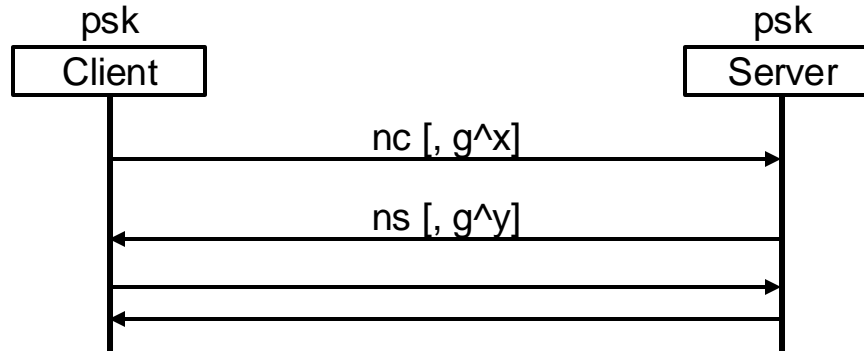 psk
psk
Client
Server
nc [, g^x]
ns [, g^y]